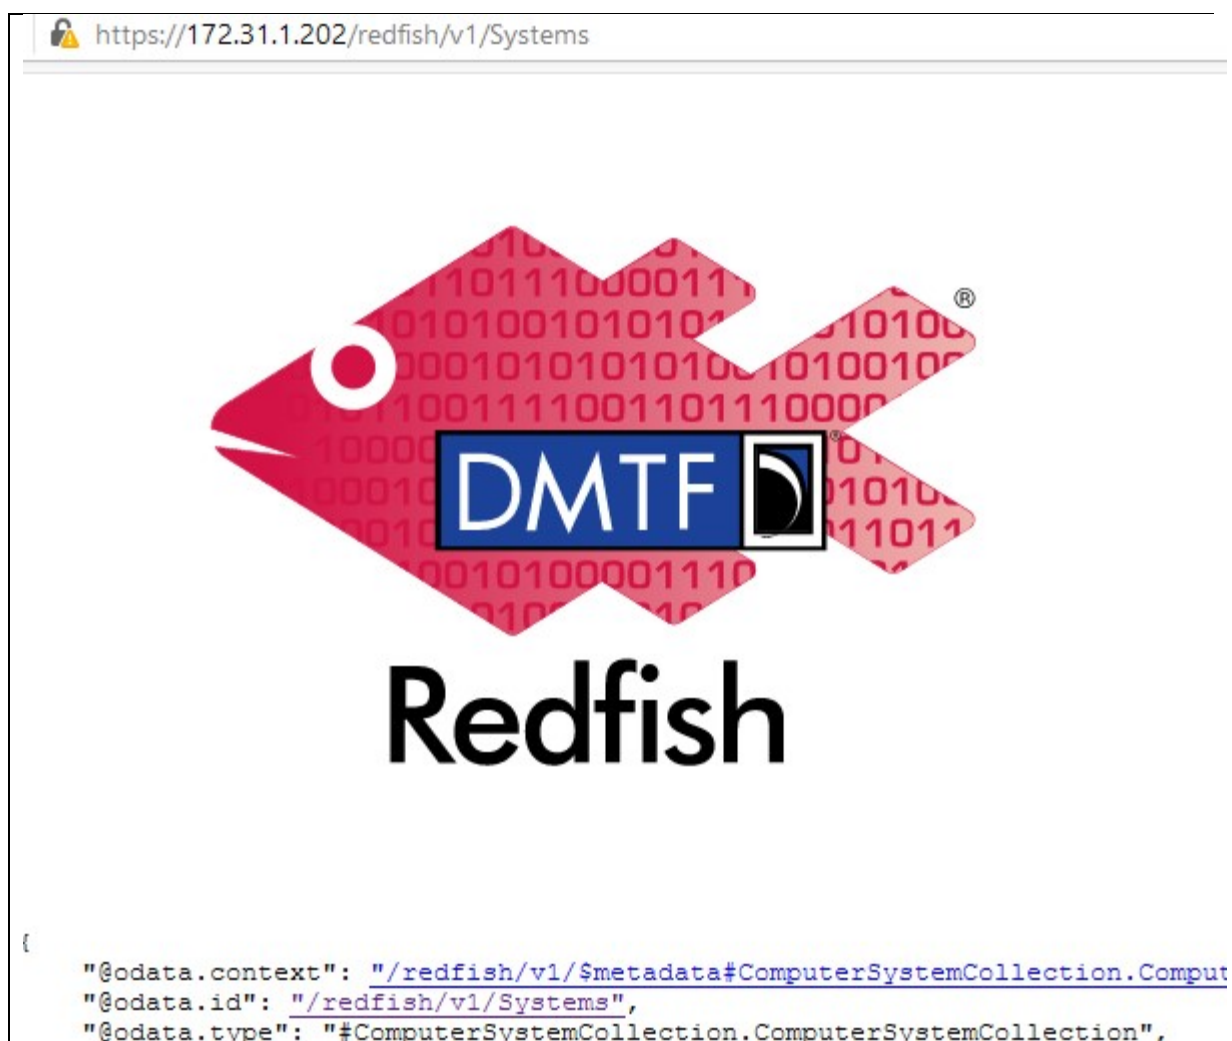 https://172.31.1.202/redfish/v1/Systems
®
DMTF
®
Redfish
{
"@odata.context": "/redfish/v1/$metadata#ComputerSystemCollection.Comput
"@odata.id": "/redfish/v1/Systems",
"@odata.type": "#ComputerSystemCollection.ComputerSystemCollection",